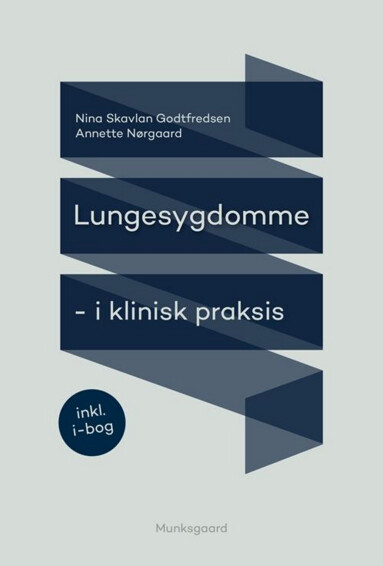 Nina Skavlan Godtfredsen
Annette Nørgaard
Lungesygdomme
- i klinisk praksis
inkl.
i-bog
Munksgaard